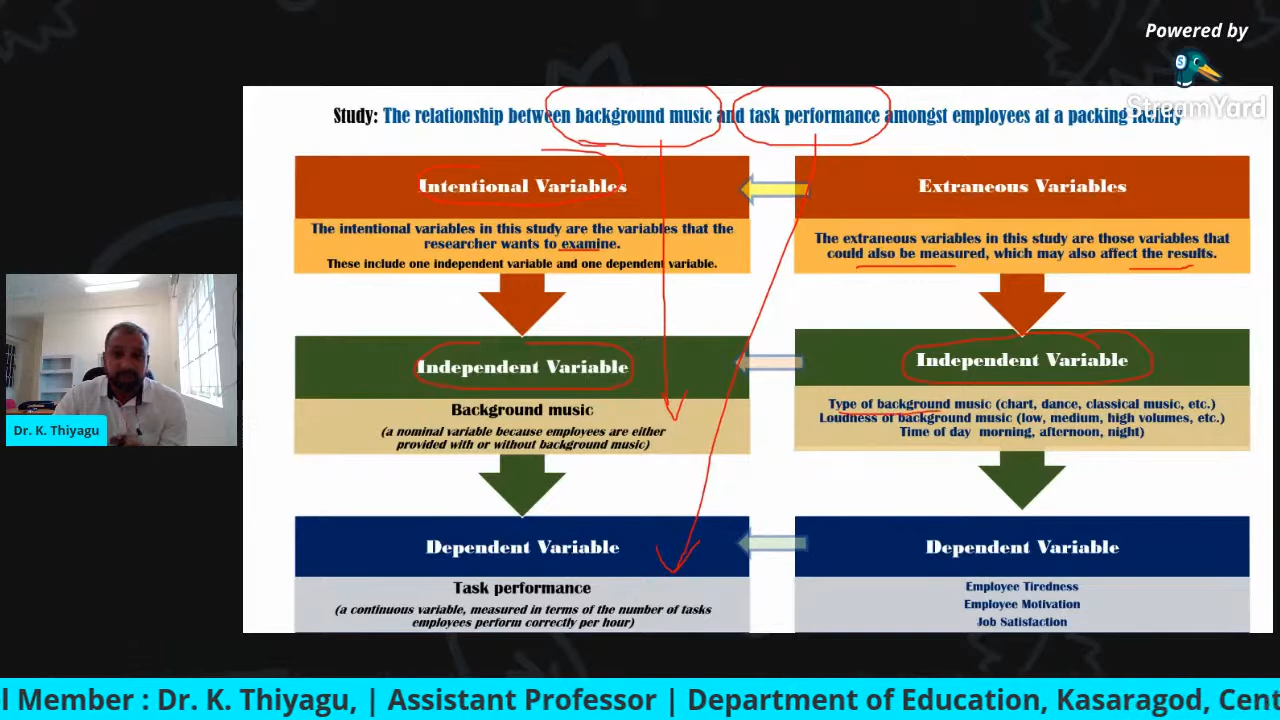 Powered by
StreamYard
Study: The relationship between background music and task performance amongst employees at a packing facility
Intentional Variables
The intentional variables in this study are the variables that the
researcher wants to examine.
These include one independent variable and one dependent variable.
Extraneous Variables
The extraneous variables in this study are those variables that
could also be measured, which may also affect the results.
Independent Variable
Background music
(a nominal variable because employees are either
provided with or without background music)
Independent Variable
Type of background music (chart, dance, classical music, etc.)
Loudness of background music (low, medium, high volumes, etc.)
Time of day morning, afternoon, night)
Dependent Variable
Task performance
(a continuous variable, measured in terms of the number of tasks
employees perform correctly per hour)
Dependent Variable
Employee Tiredness
Employee Motivation
Job Satisfaction
Dr. K. Thiyagu
l Member : Dr. K. Thiyagu, | Assistant Professor | Department of Education, Kasaragod, Cent